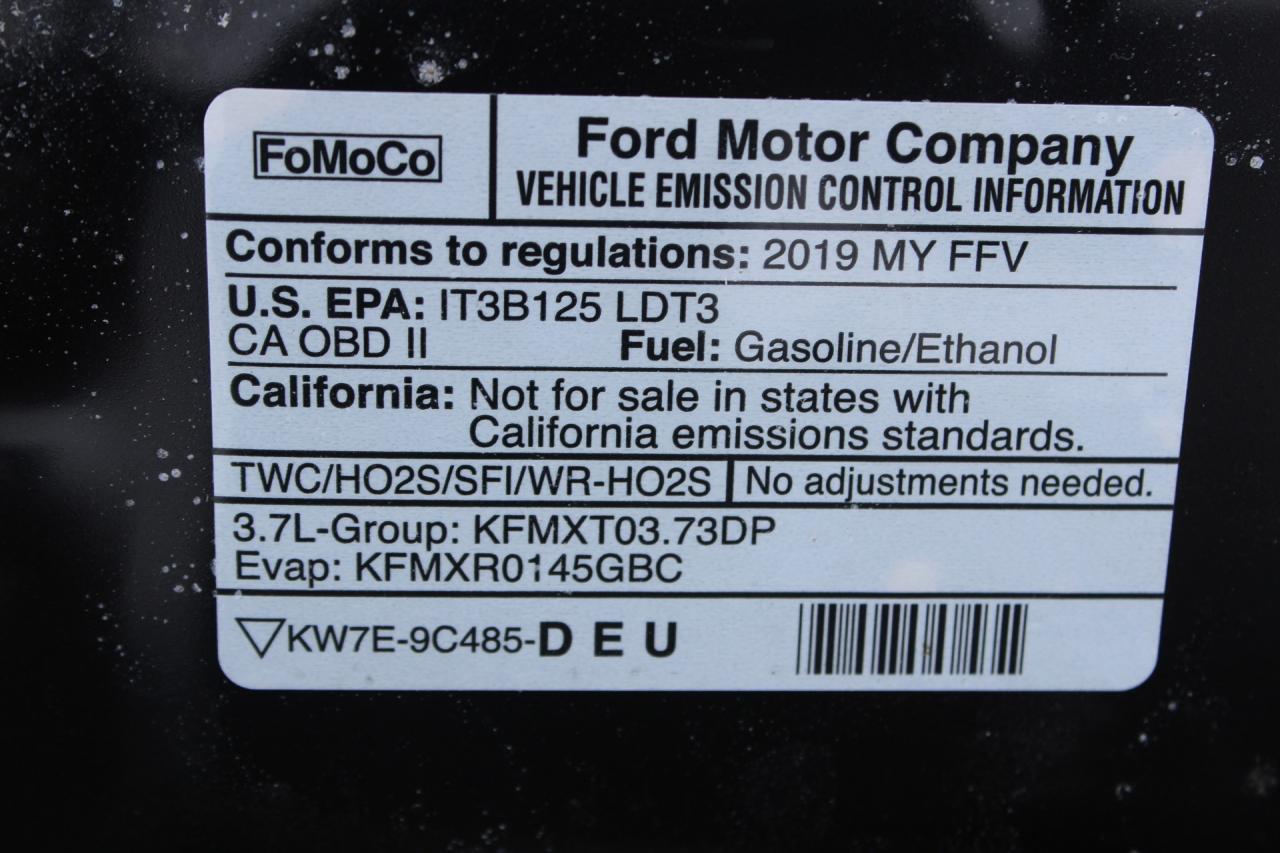 FoMoCo
Ford Motor Company
VEHICLE EMISSION CONTROL INFORMATION
Conforms to regulations: 2019 MY FFV
U.S. EPA: IT3B125 LDT3
CA OBD II Fuel: Gasoline/Ethanol
California: Not for sale in states with
California emissions standards.
TWC/HO2S/SFI/WR-HO2S No adjustments needed.
3.7L-Group: KFMXT03.73DP
Evap: KFMXR0145GBC
KW7E-9C485-D E U